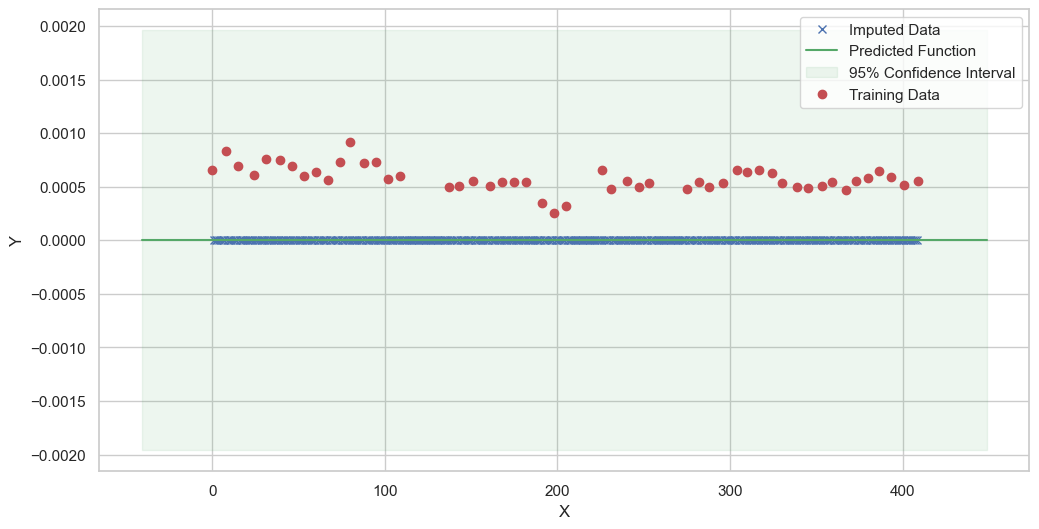 Imputed Data
Predicted Function
95% Confidence Interval
Training Data
0.0020
0.0015
0.0010
0.0005
0.0000
−0.0005
−0.0010
−0.0015
−0.0020
Y
0 100 200 300 400
X